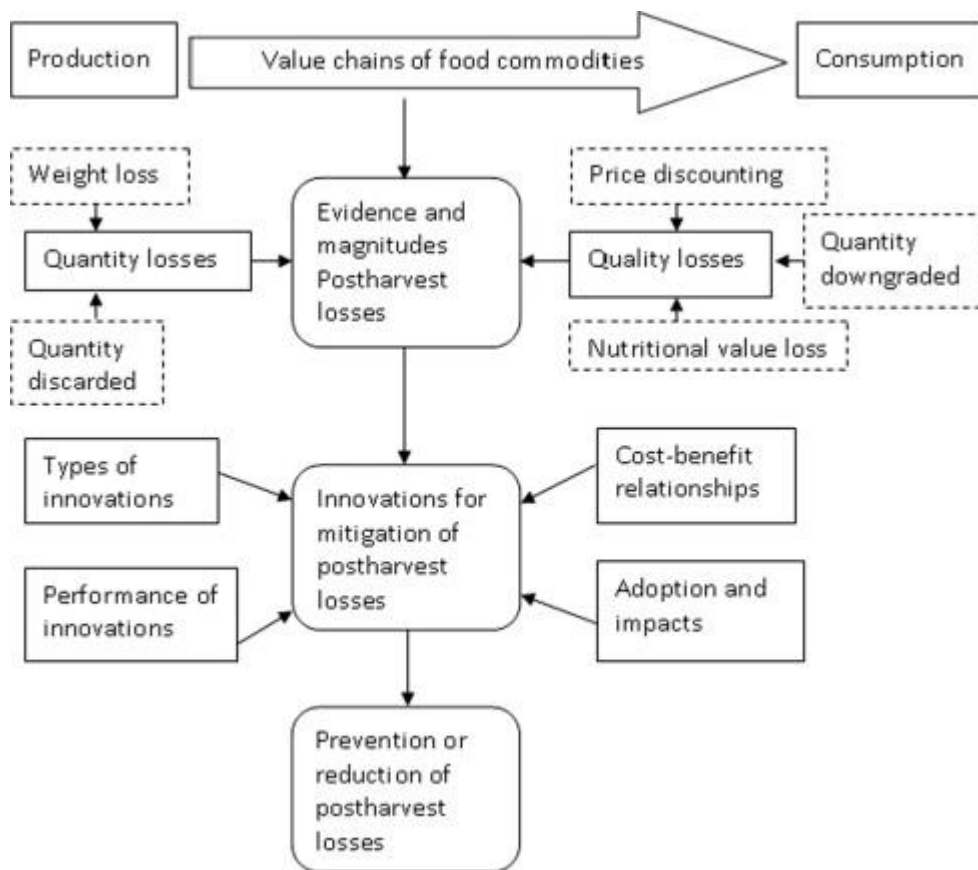 Production
Value chains of food commodities
Consumption
Weight loss
Price discounting
Evidence and
magnitudes
Postharvest
losses
Quantity losses
Quality losses
Quantity
downgraded
Quantity
discarded
Nutritional value loss
Types of
innovations
Cost-benefit
relationships
Innovations for
mitigation of
postharvest
losses
Performance of
innovations
Adoption and
impacts
Prevention or
reduction of
postharvest
losses